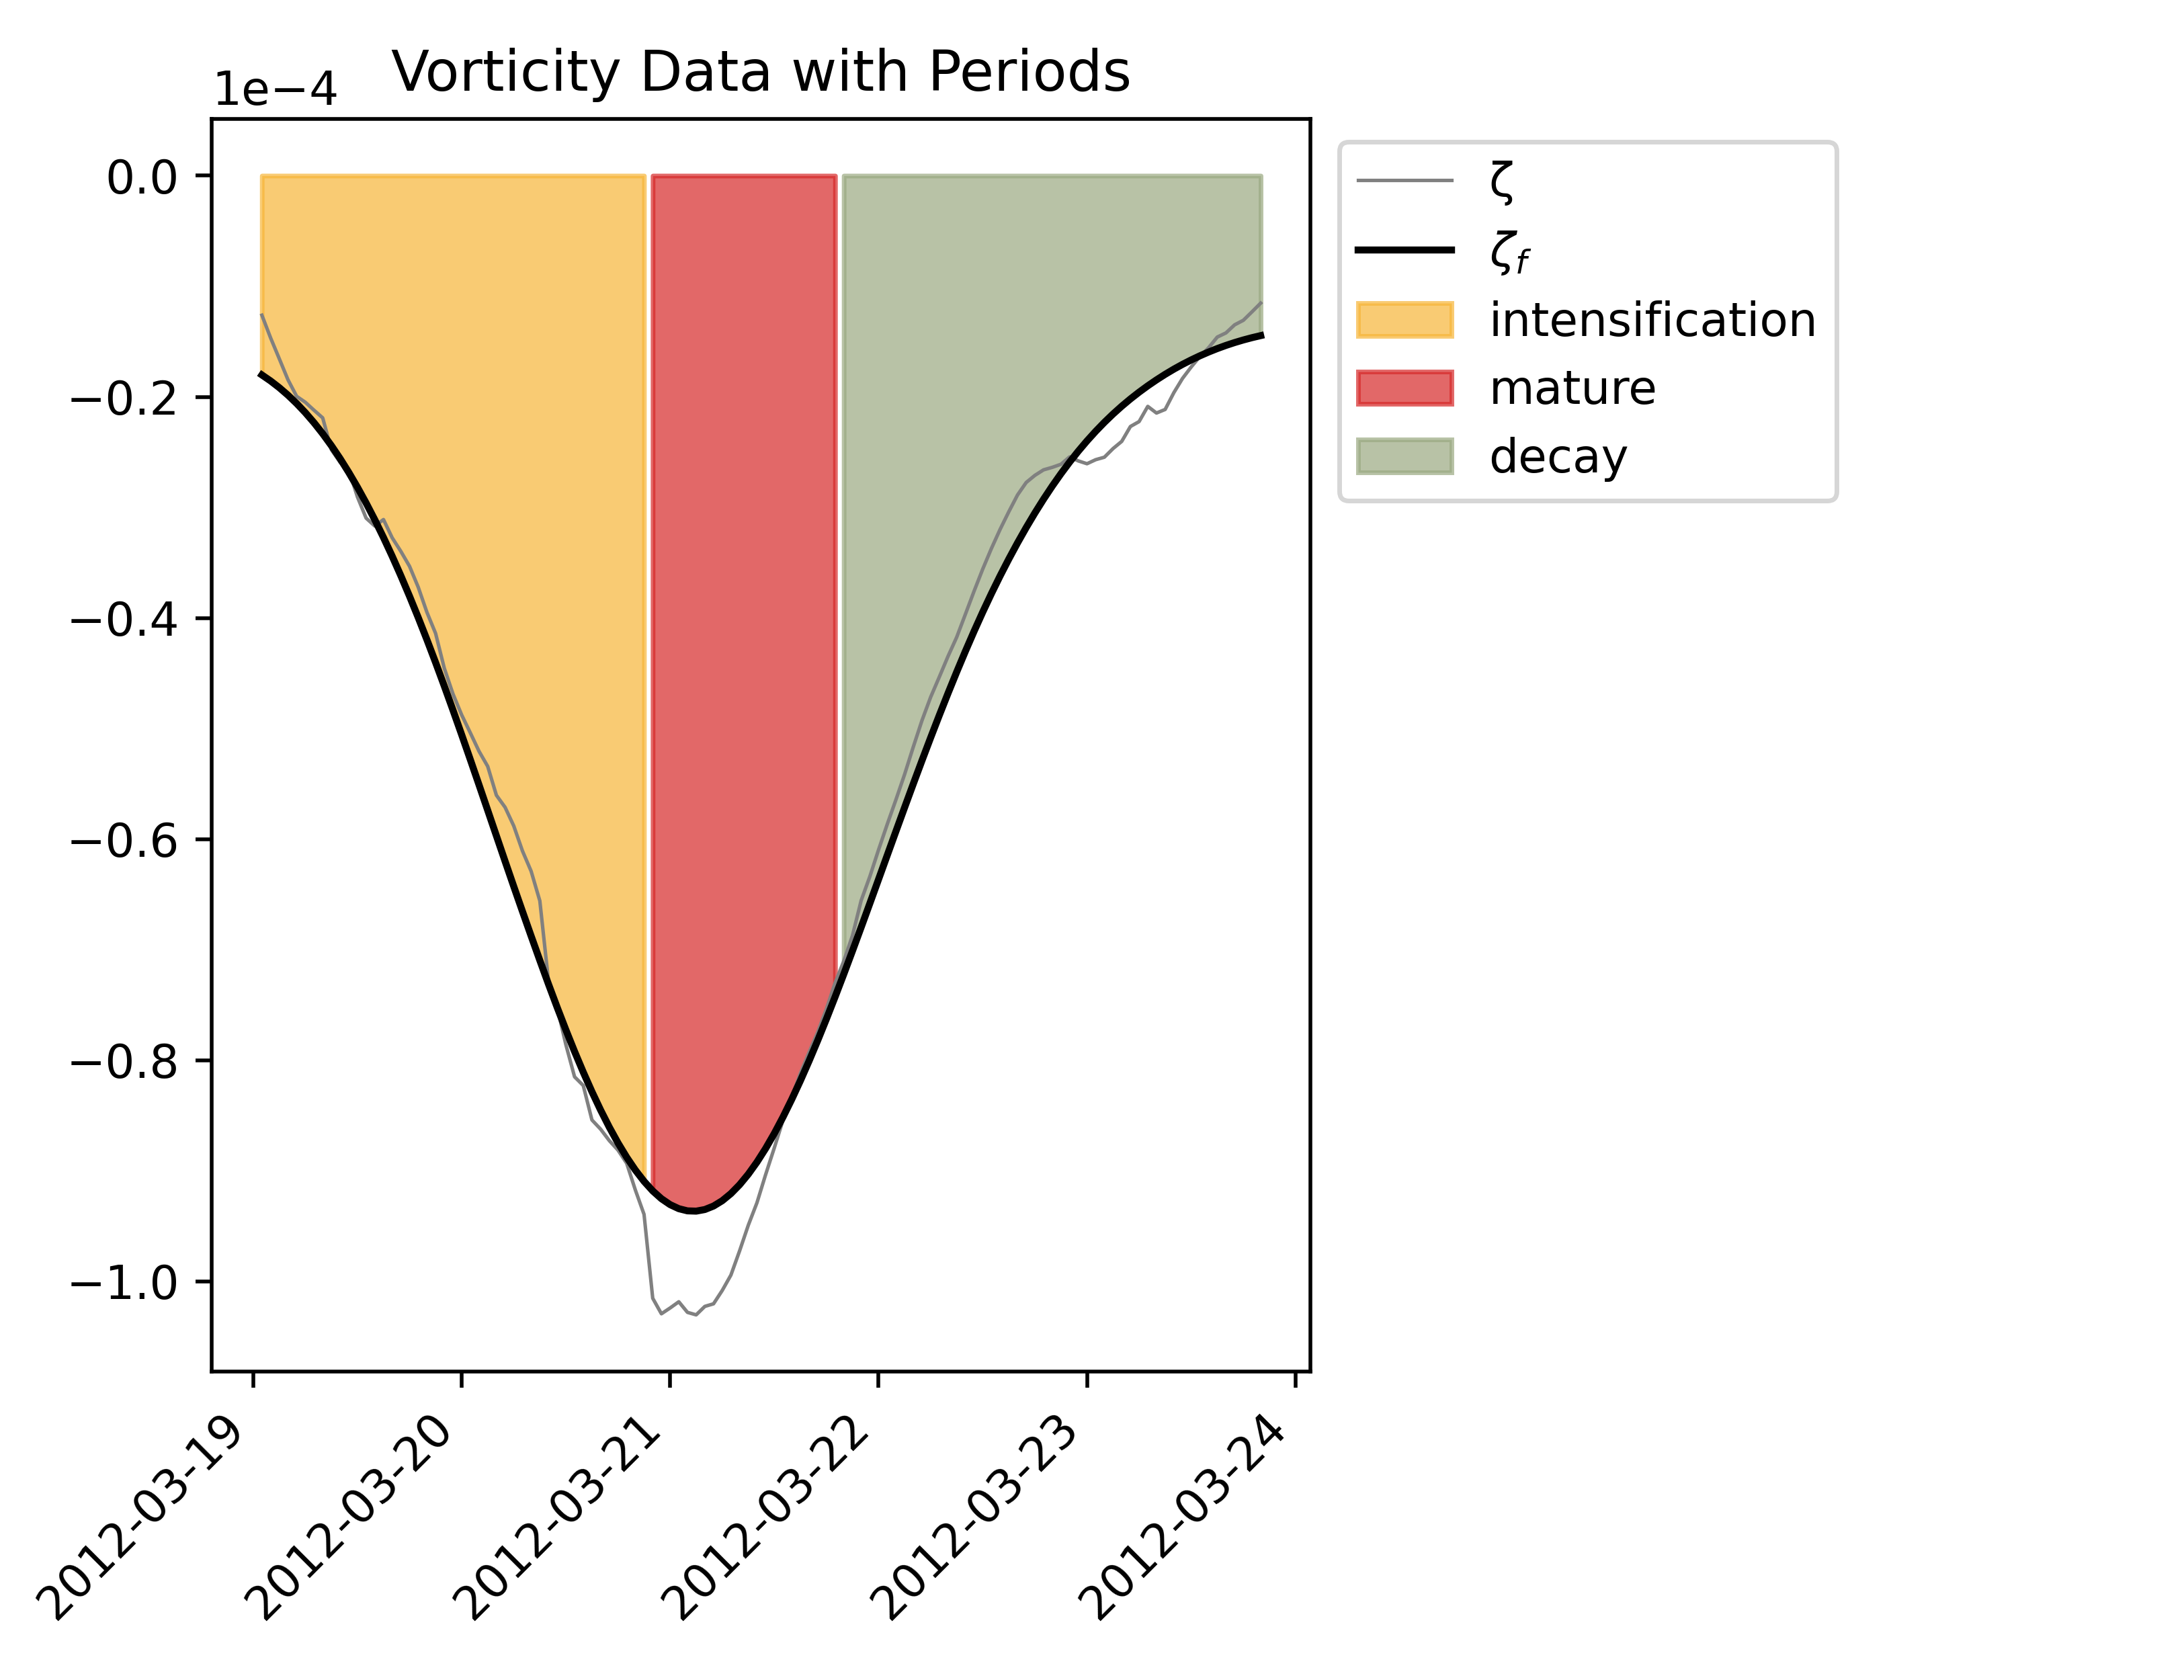 Vorticity Data with Periods
1e−4
0.0
−0.2
−0.4
−0.6
−0.8
−1.0
2012-03-19
2012-03-20
2012-03-21
2012-03-22
2012-03-23
2012-03-24
ζ
ζf
intensification
mature
decay